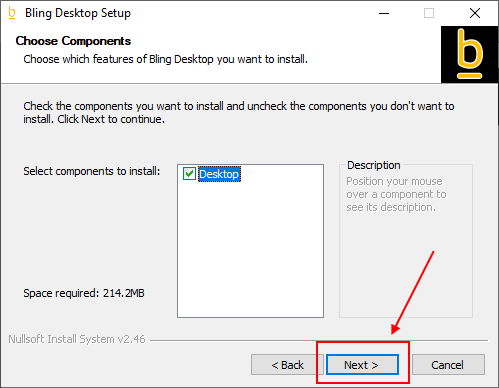 Bling Desktop Setup
Choose Components
Choose which features of Bling Desktop you want to install.
b
Check the components you want to install and uncheck the components you don't want to
install. Click Next to continue.
Select components to install:
Desktop
Description
Position your mouse
over a component to
see its description.
Space required: 214.2MB
Nullsoft Install System v2.46
< Back
Next >
Cancel